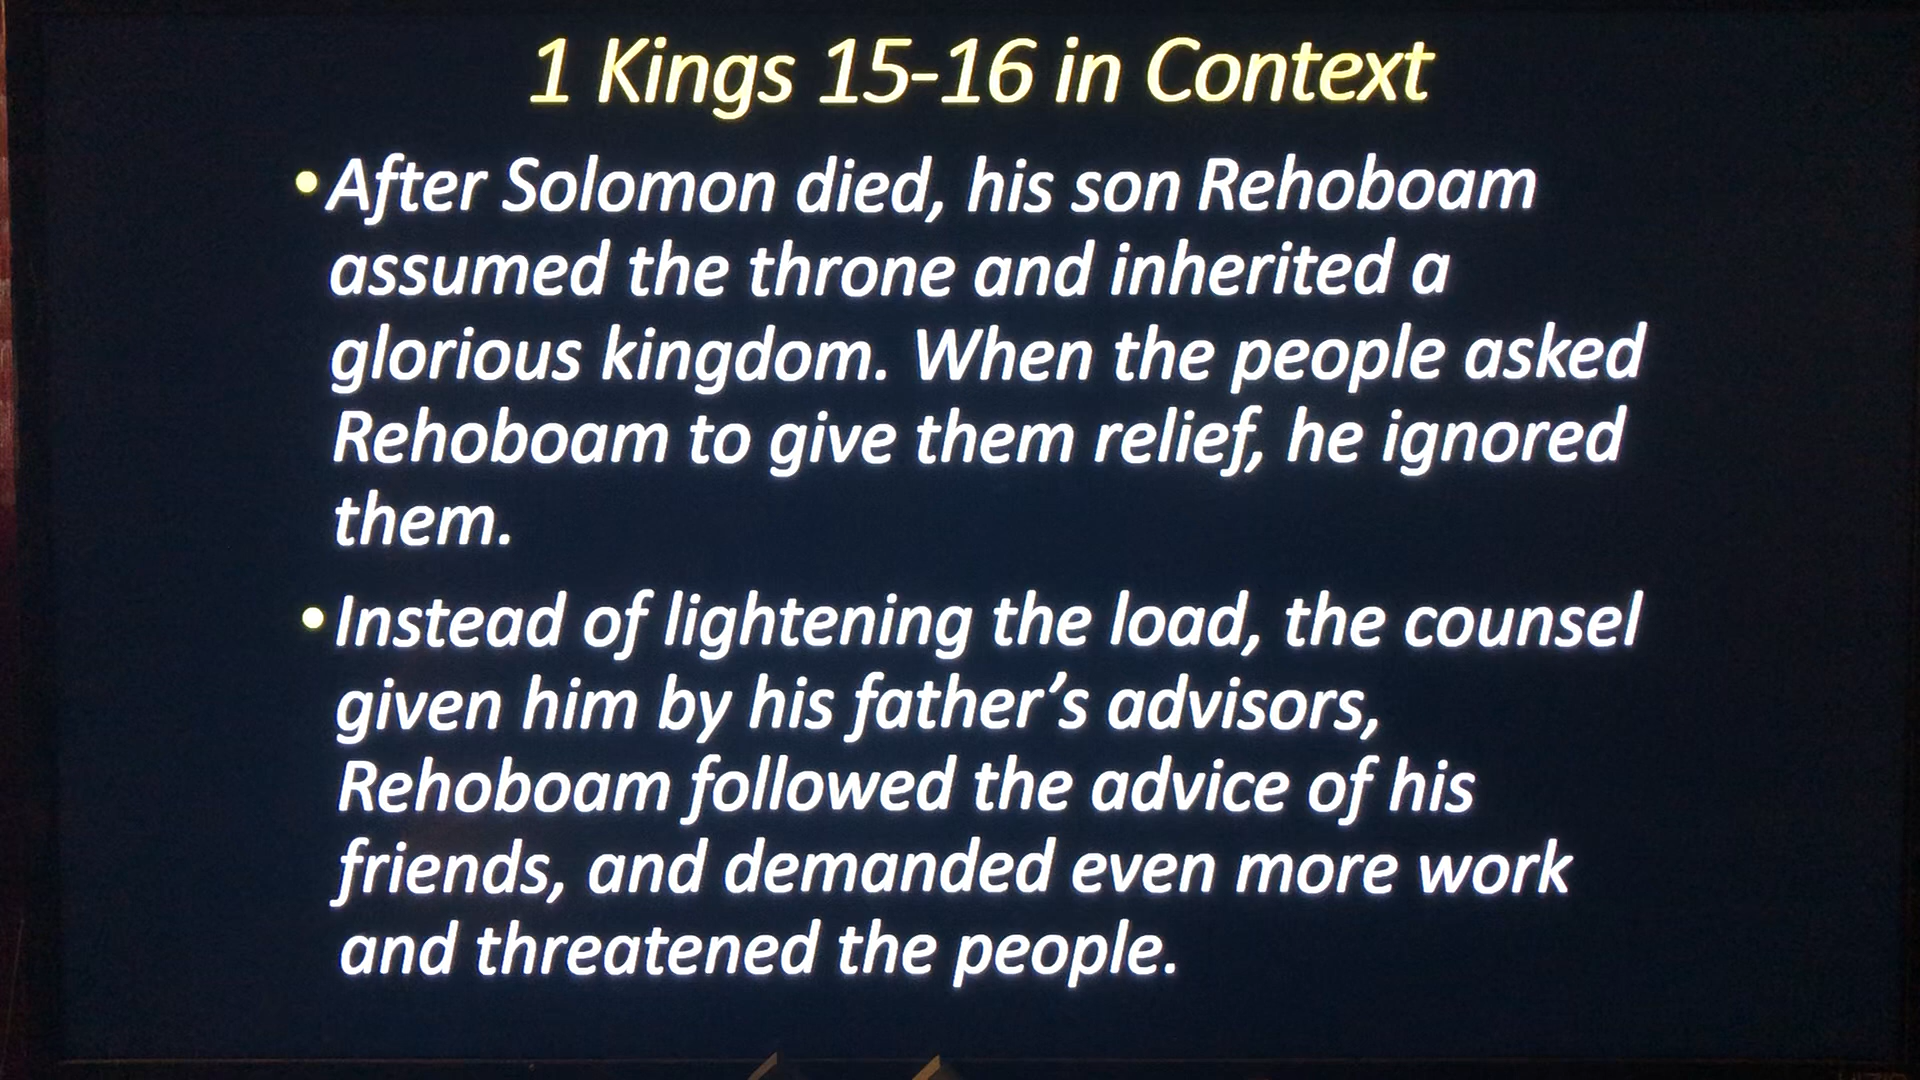 1 Kings 15-16 in Context
• After Solomon died, his son Rehoboam
assumed the throne and inherited a
glorious kingdom. When the people asked
Rehoboam to give them relief, he ignored
them.
• Instead of lightening the load, the counsel
given him by his father’s advisors,
Rehoboam followed the advice of his
friends, and demanded even more work
and threatened the people.